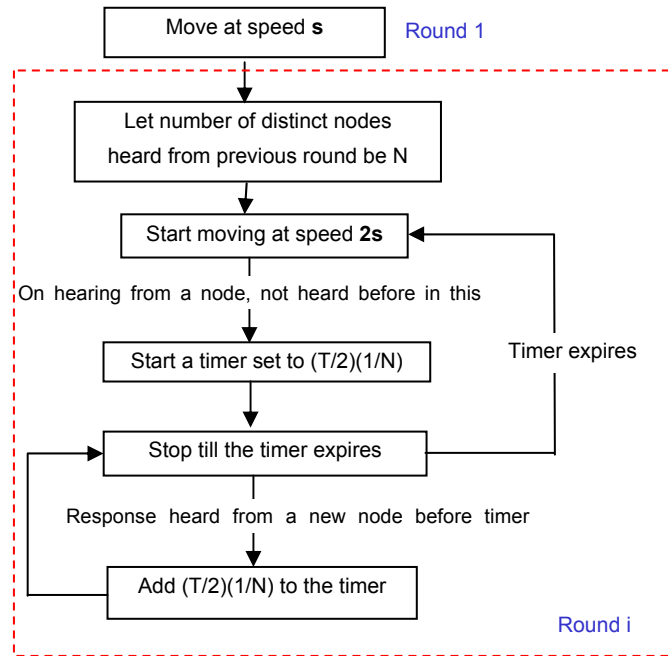 Move at speed s
Round 1
Let number of distinct nodes
heard from previous round be N
Start moving at speed 2s
On hearing from a node, not heard before in this
Timer expires
Start a timer set to (T/2)(1/N)
Stop till the timer expires
Response heard from a new node before timer
Add (T/2)(1/N) to the timer
Round i